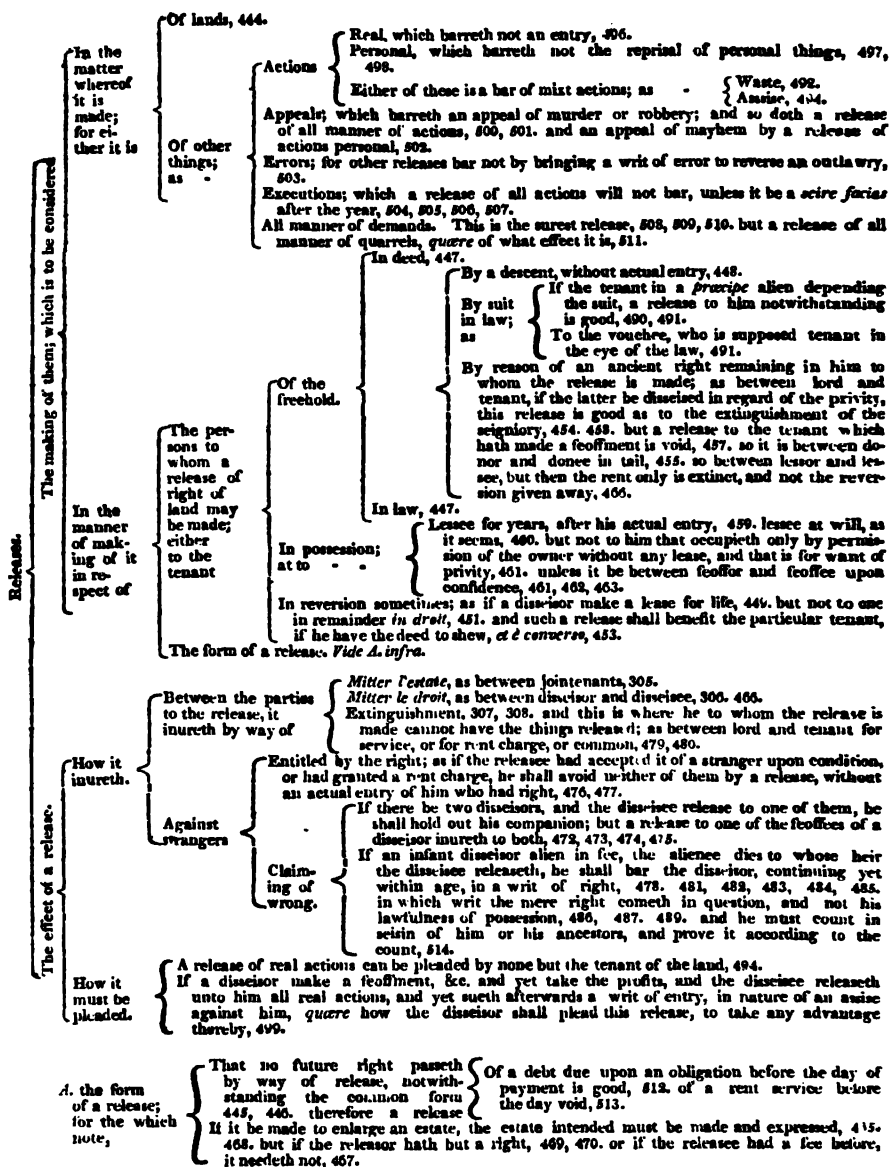 Releases.
The making of them; which is to be considered
In the
matter
whereof
it is
made;
for ei-
ther it is
Of lands, 444.
Of other
things;
as -
Actions
Real, which barreth not an entry, 496.
Personal, which barreth not the reprisal of personal things, 497,
498.
Either of these is a bar of mixt actions; as -
Waste, 492.
Assise, 494.
Appeals; which barreth an appeal of murder or robbery; and so doth a release
of all manner of actions, 500, 501. and an appeal of mayhem by a release of
actions personal, 502.
Errors; for other releases bar not by bringing a writ of error to reverse an outlawry,
503.
Executions; which a release of all actions will not bar, unless it be a scire facias
after the year, 504, 505, 506, 507.
All manner of demands. This is the surest release, 508, 509, 510. but a release of all
manner of quarrels, quære of what effect it is, 511.
In the
manner
of mak-
ing of it
in re-
spect of
The per-
sons to
whom a
release of
right of
land may
be made;
either
to the
tenant
Of the
freehold.
In deed, 447.
By a descent, without actual entry, 448.
By suit
in law;
as
If the tenant in a præcipe alien depending
the suit, a release to him notwithstanding
is good, 490, 491.
To the vouchee, who is supposed tenant in
the eye of the law, 491.
By reason of an ancient right remaining in him to
whom the release is made; as between lord and
tenant, if the latter be disseised in regard of the privity,
this release is good as to the extinguishment of the
seigniory, 454. 458. but a release to the tenant which
hath made a feoffment is void, 457. so it is between do-
nor and donee in tail, 455. so between lessor and les-
see, but then the rent only is extinct, and not the rever-
sion given away, 466.
In law, 447.
In possession;
as to - -
Lessee for years, after his actual entry, 459. lessee at will, as
it seems, 460. but not to him that occupieth only by permis-
sion of the owner without any lease, and that is for want of
privity, 461. unless it be between feoffor and feoffee upon
confidence, 461, 462, 463.
In reversion sometimes; as if a disseisor make a lease for life, 449. but not to one
in remainder in droit, 451. and such a release shall benefit the particular tenant,
if he have the deed to shew, et è converso, 453.
The form of a release. Vide A. infra.
The effect of a release.
How it
inureth.
Between the parties
to the release, it
inureth by way of
Mitter l'estate, as between jointenants, 305.
Mitter le droit, as between disseisor and disseisee, 306. 466.
Extinguishment, 307, 308. and this is where he to whom the release is
made cannot have the things released; as between lord and tenant for
service, or for rent charge, or common, 479, 480.
Against
strangers
Entitled by the right; as if the releasee had accepted it of a stranger upon condition,
or had granted a rent charge, he shall avoid neither of them by a release, without
an actual entry of him who had right, 476, 477.
Claim-
ing of
wrong.
If there be two disseisors, and the disseisee release to one of them, he
shall hold out his companion; but a release to one of the feoffees of a
disseisor inureth to both, 472, 473, 474, 475.
If an infant disseisor alien in fee, the alienee dies to whose heir
the disseisee releaseth, he shall bar the disseisor, continuing yet
within age, in a writ of right, 478. 481, 482, 483, 484, 485.
in which writ the mere right cometh in question, and not his
lawfulness of possession, 486, 487. 489. and he must count in
seisin of him or his ancestors, and prove it according to the
count, 514.
How it
must be
pleaded.
A release of real actions can be pleaded by none but the tenant of the land, 494.
If a disseisor make a feoffment, &c. and yet take the profits, and the disseisee releaseth
unto him all real actions, and yet sueth afterwards a writ of entry, in nature of an assise
against him, quære how the disseisor shall plead this release, to take any advantage
thereby, 499.
A. the form
of a release;
for the which
note,
That no future right passeth
by way of release, notwith-
standing the common form
445, 446. therefore a release
Of a debt due upon an obligation before the day of
payment is good, 512. of a rent service before
the day void, 513.
If it be made to enlarge an estate, the estate intended must be made and expressed,
468. but if the releasor hath but a right, 469, 470. or if the releasee had a fee before,
it needeth not, 467.